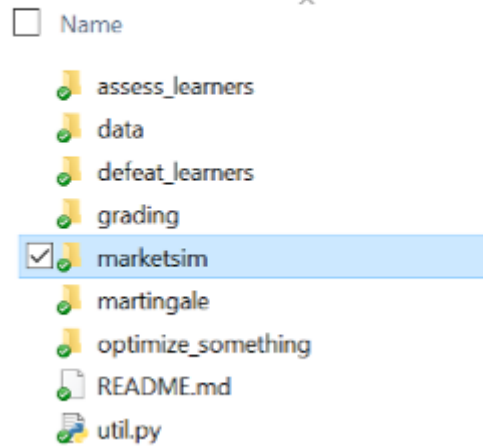 Name
assess_learners
data
defeat_learners
grading
marketsim
martingale
optimize_something
README.md
util.py